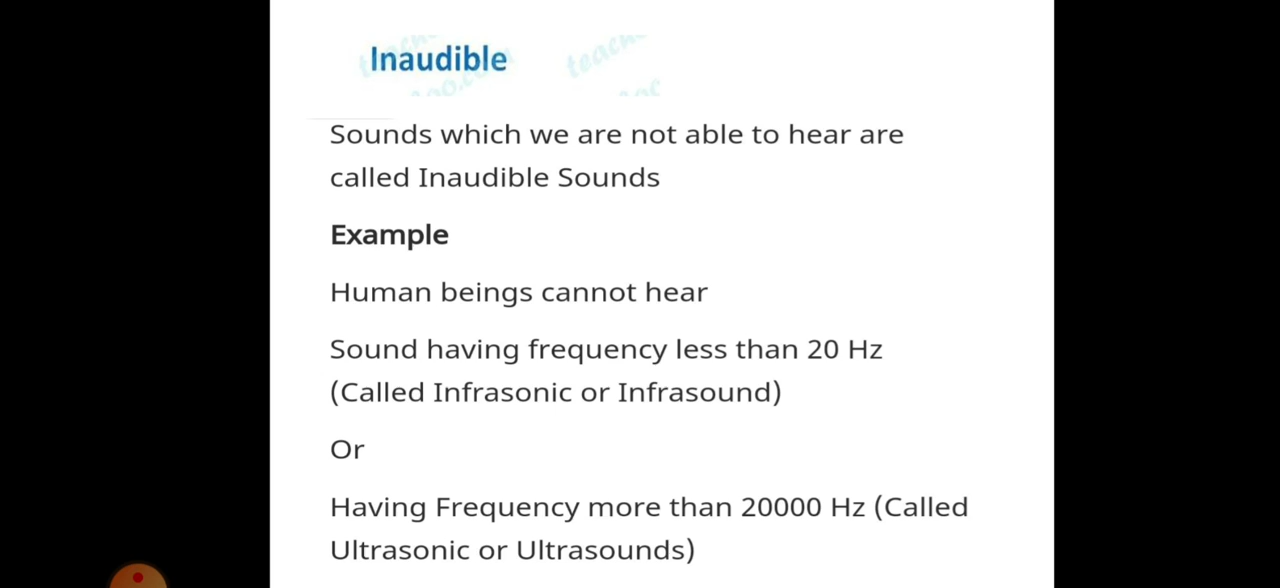 Inaudible
Sounds which we are not able to hear are
called Inaudible Sounds
Example
Human beings cannot hear
Sound having frequency less than 20 Hz
(Called Infrasonic or Infrasound)
Or
Having Frequency more than 20000 Hz (Called
Ultrasonic or Ultrasounds)